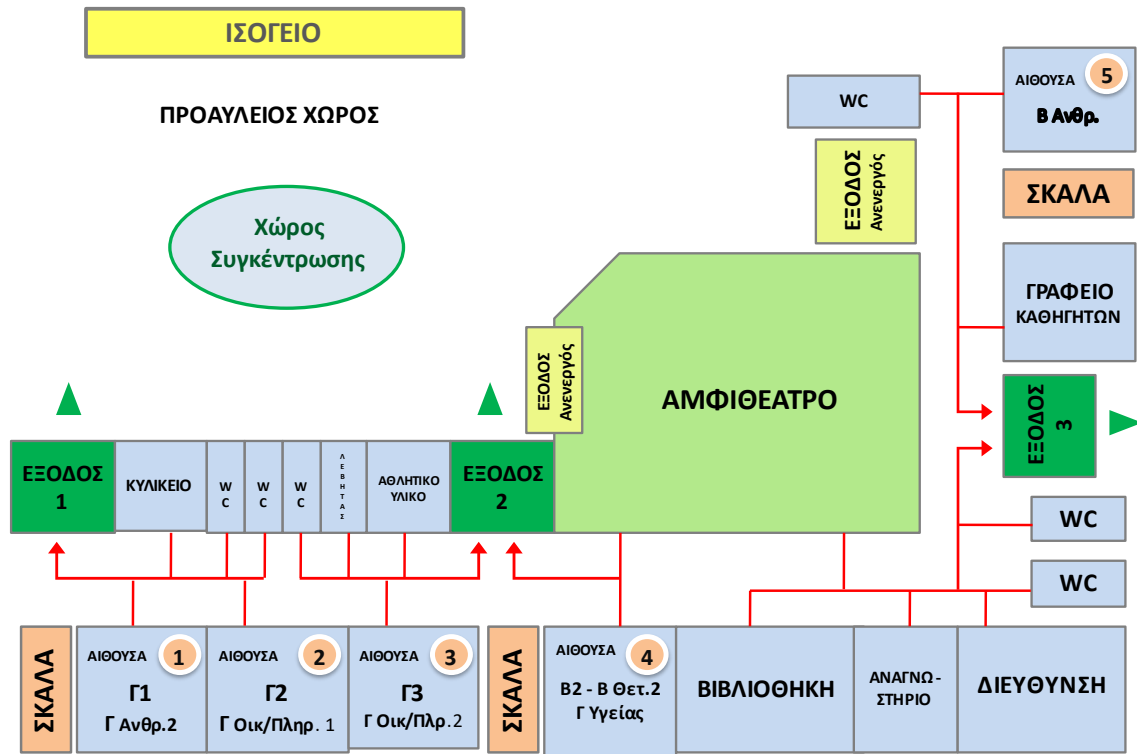 ΙΣΟΓΕΙΟ
ΠΡΟΑΥΛΕΙΟΣ ΧΩΡΟΣ
Χώρος
Συγκέντρωσης
WC
ΕΞΟΔΟΣ
Ανενεργός
ΑΙΘΟΥΣΑ 5
Β Ανθρ.
ΣΚΑΛΑ
ΓΡΑΦΕΙΟ
ΚΑΘΗΓΗΤΩΝ
ΕΞΟΔΟΣ
Ανενεργός
ΑΜΦΙΘΕΑΤΡΟ
ΕΞΟΔΟΣ
3
ΕΞΟΔΟΣ
1
ΚΥΛΙΚΕΙΟ
WC
WC
WC
ΛΕΒΗΤΑΣ
ΑΘΛΗΤΙΚΟ
ΥΛΙΚΟ
ΕΞΟΔΟΣ
2
WC
WC
ΣΚΑΛΑ
ΑΙΘΟΥΣΑ 1
Γ1
Γ Ανθρ.2
ΑΙΘΟΥΣΑ 2
Γ2
Γ Οικ/Πληρ. 1
ΑΙΘΟΥΣΑ 3
Γ3
Γ Οικ/Πλρ. 2
ΣΚΑΛΑ
ΑΙΘΟΥΣΑ 4
Β2 - Β Θετ.2
Γ Υγείας
ΒΙΒΛΙΟΘΗΚΗ
ΑΝΑΓΝΩ -
ΣΤΗΡΙΟ
ΔΙΕΥΘΥΝΣΗ